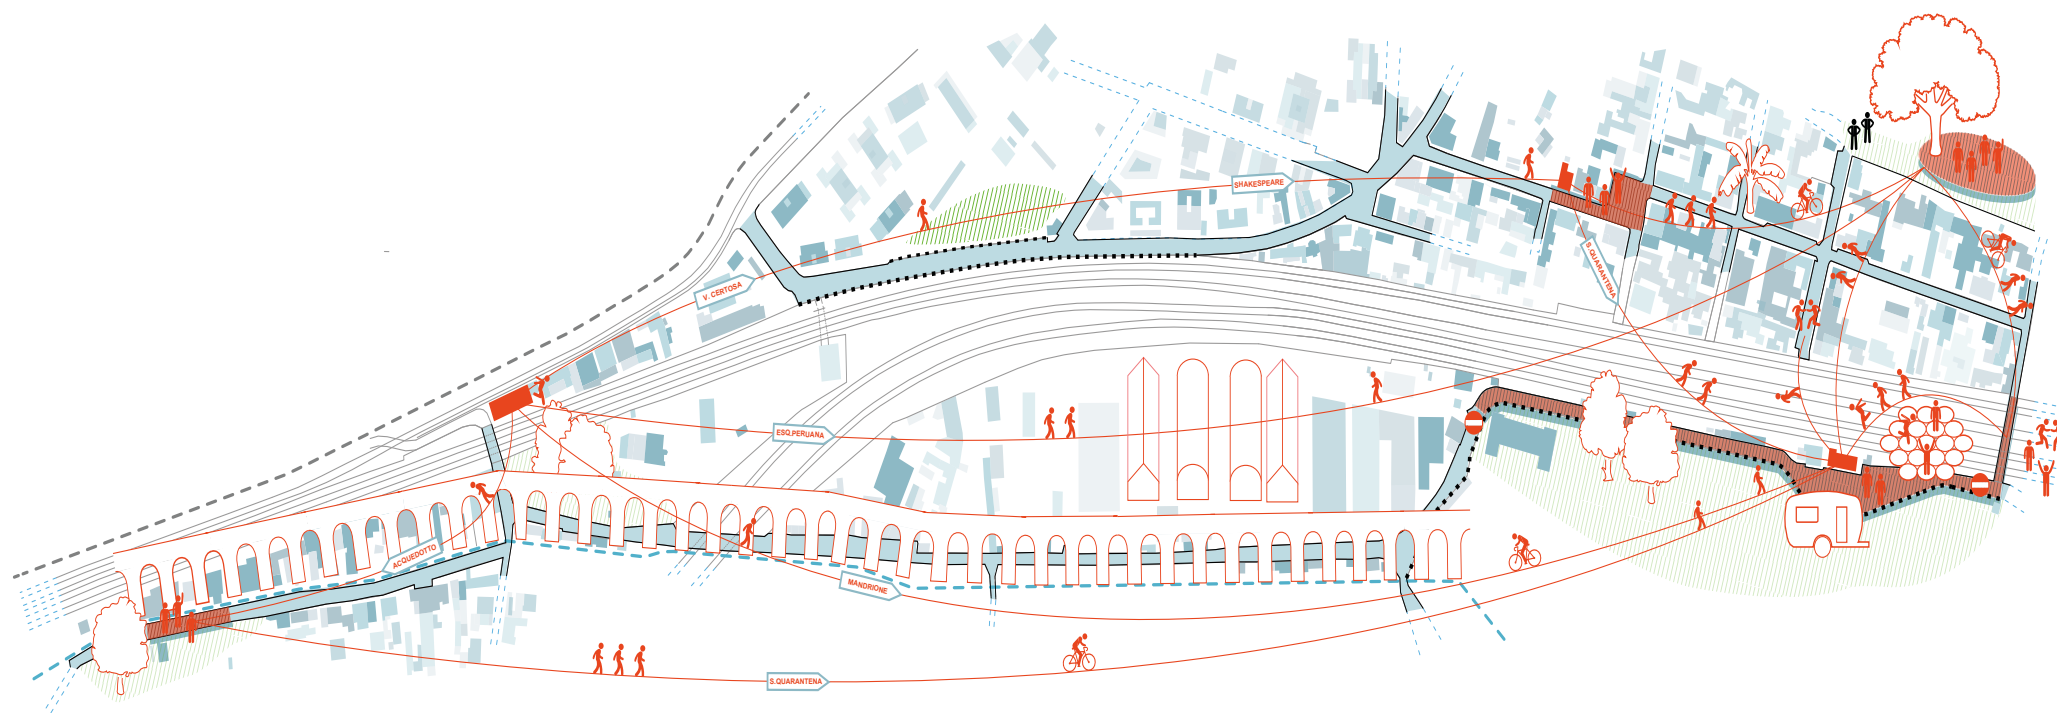 SHAKESPEARE
S.QUARANTENA
V. CERTOSA
ESQ.PERUANA
ACQUEDOTTO
MANDRIONE
S.QUARANTENA